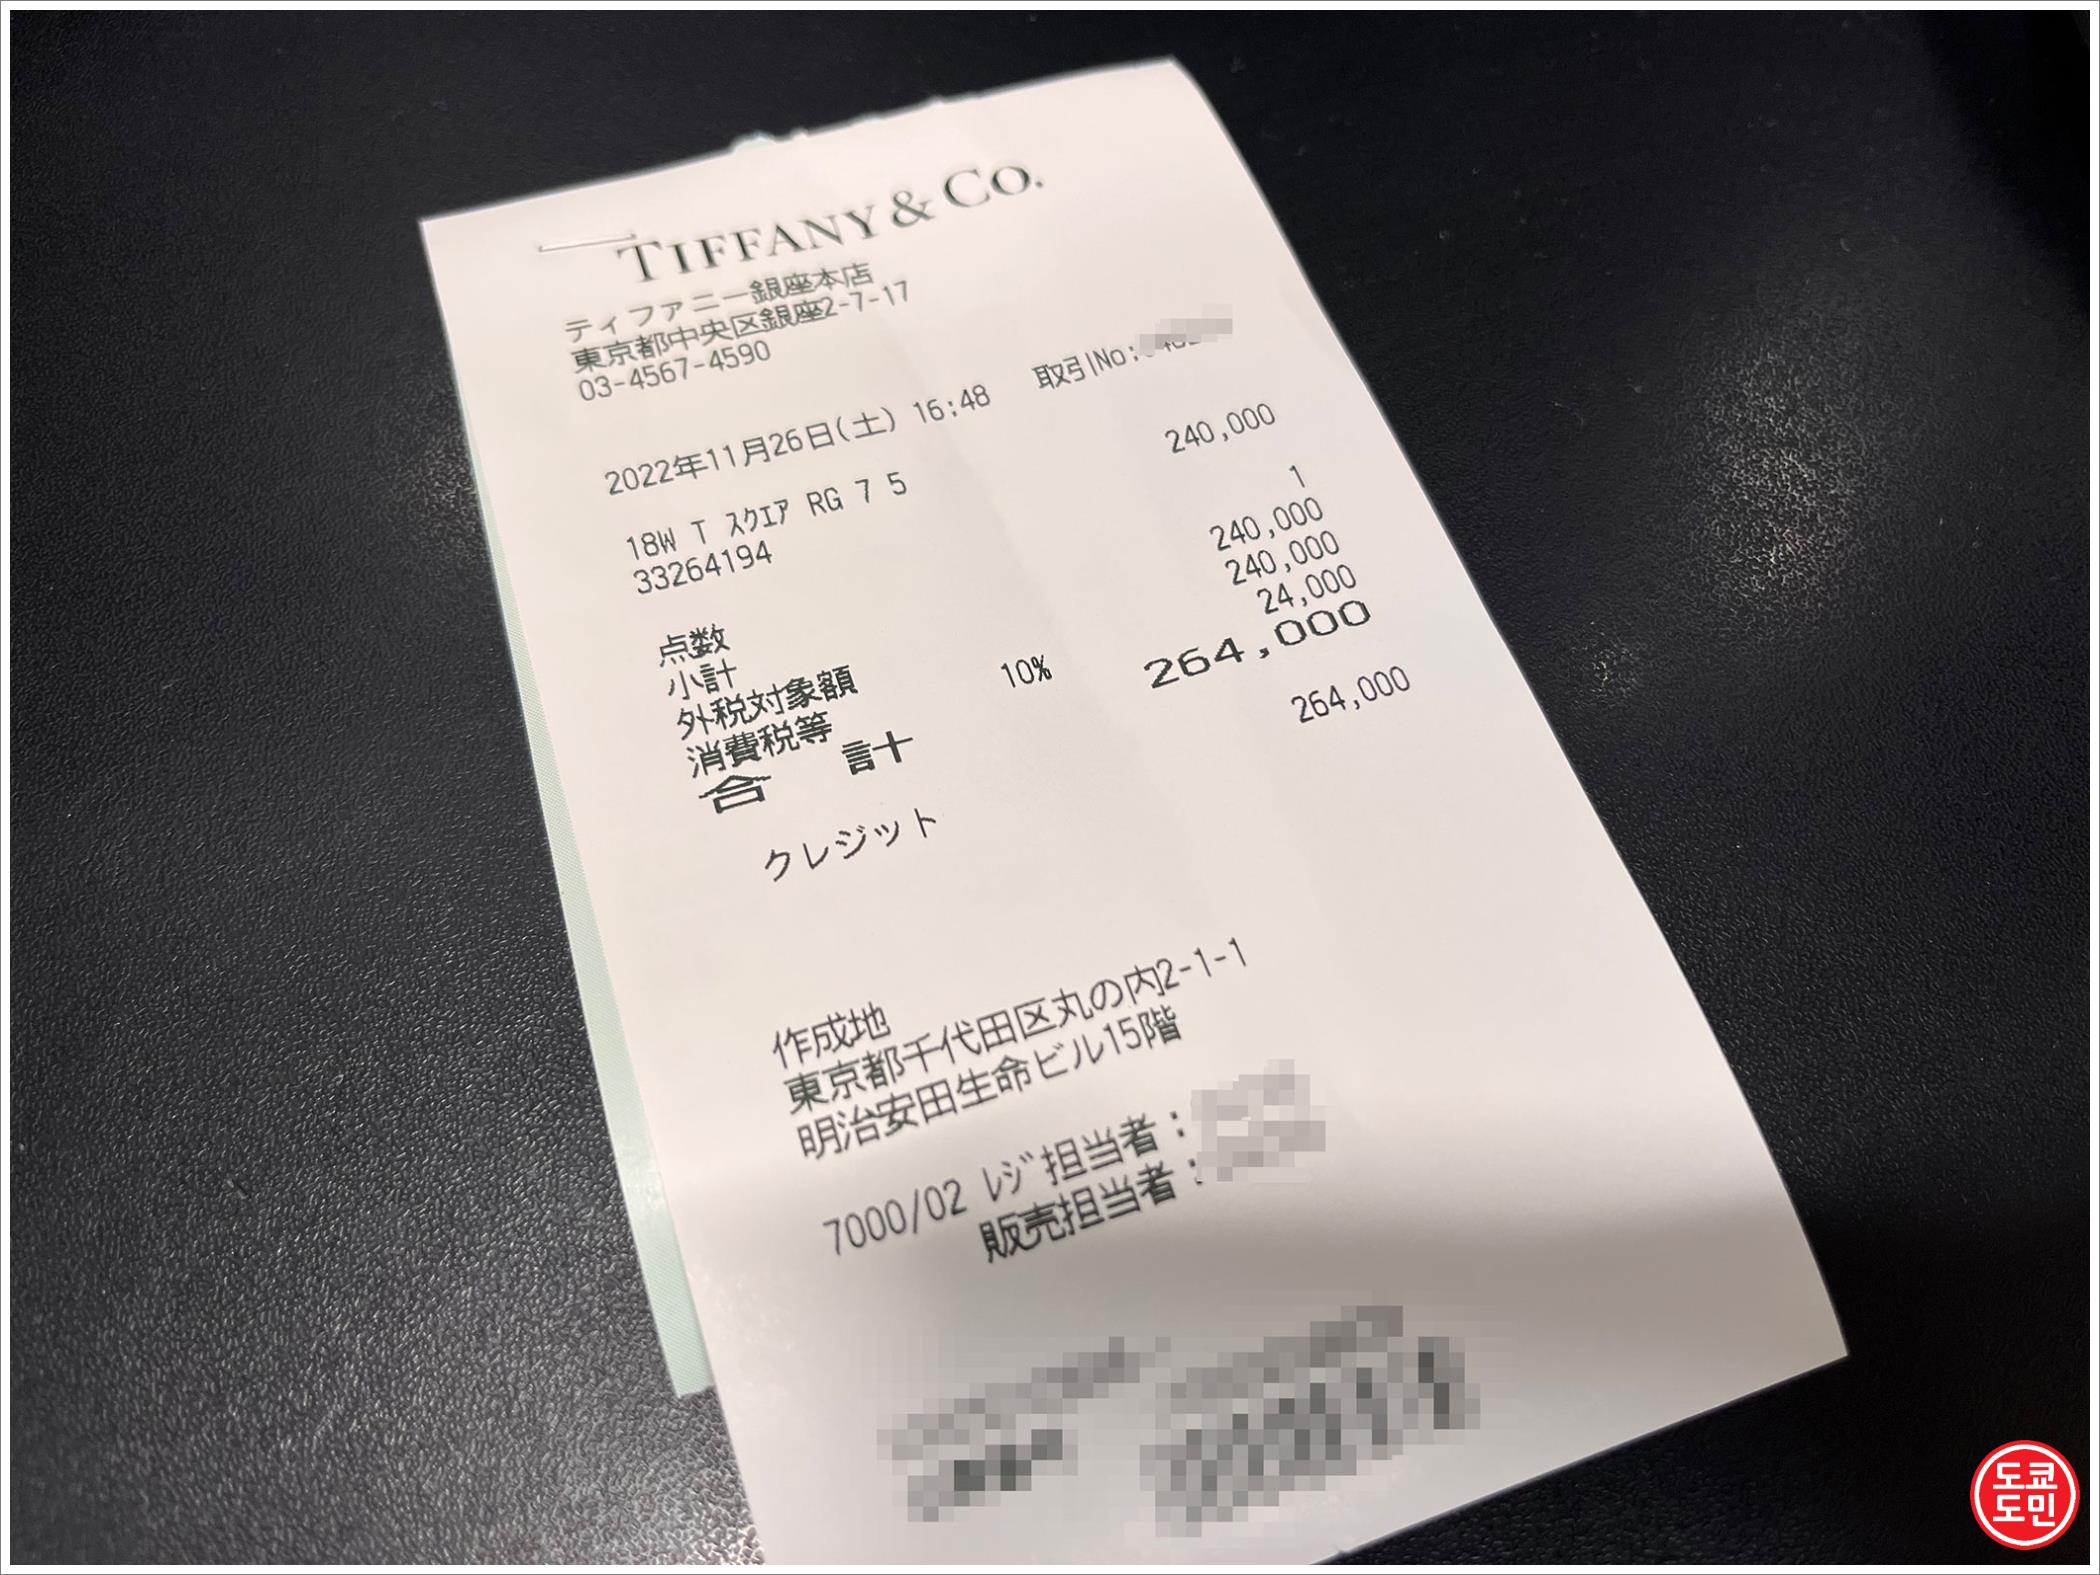 TIFFANY & CO.
ティファニー銀座本店
東京都中央区銀座2-7-17
03-4567-4590
2022年11月26日(土) 16:48 取引No:
18W T スクエア RG 7 5 240,000
33264194
点数 1
小計 240,000
外税対象額 240,000
消費税等 10% 24,000
合 計 264,000
クレジット 264,000
作成地
東京都千代田区丸の内2-1-1
明治安田生命ビル15階
7000/02 レジ担当者:
販売担当者:
도쿄
도민